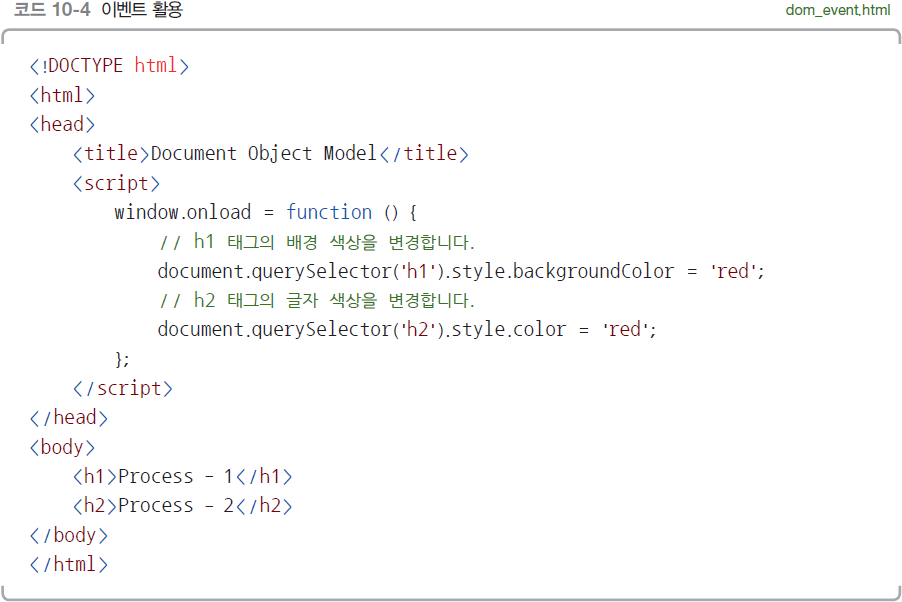 코드 10-4 이벤트 활용 dom_event.html
<!DOCTYPE html>
<html>
<head>
    <title>Document Object Model</title>
    <script>
        window.onload = function () {
            // h1 태그의 배경 색상을 변경합니다.
            document.querySelector('h1').style.backgroundColor = 'red';
            // h2 태그의 글자 색상을 변경합니다.
            document.querySelector('h2').style.color = 'red';
        };
    </script>
</head>
<body>
    <h1>Process - 1</h1>
    <h2>Process - 2</h2>
</body>
</html>